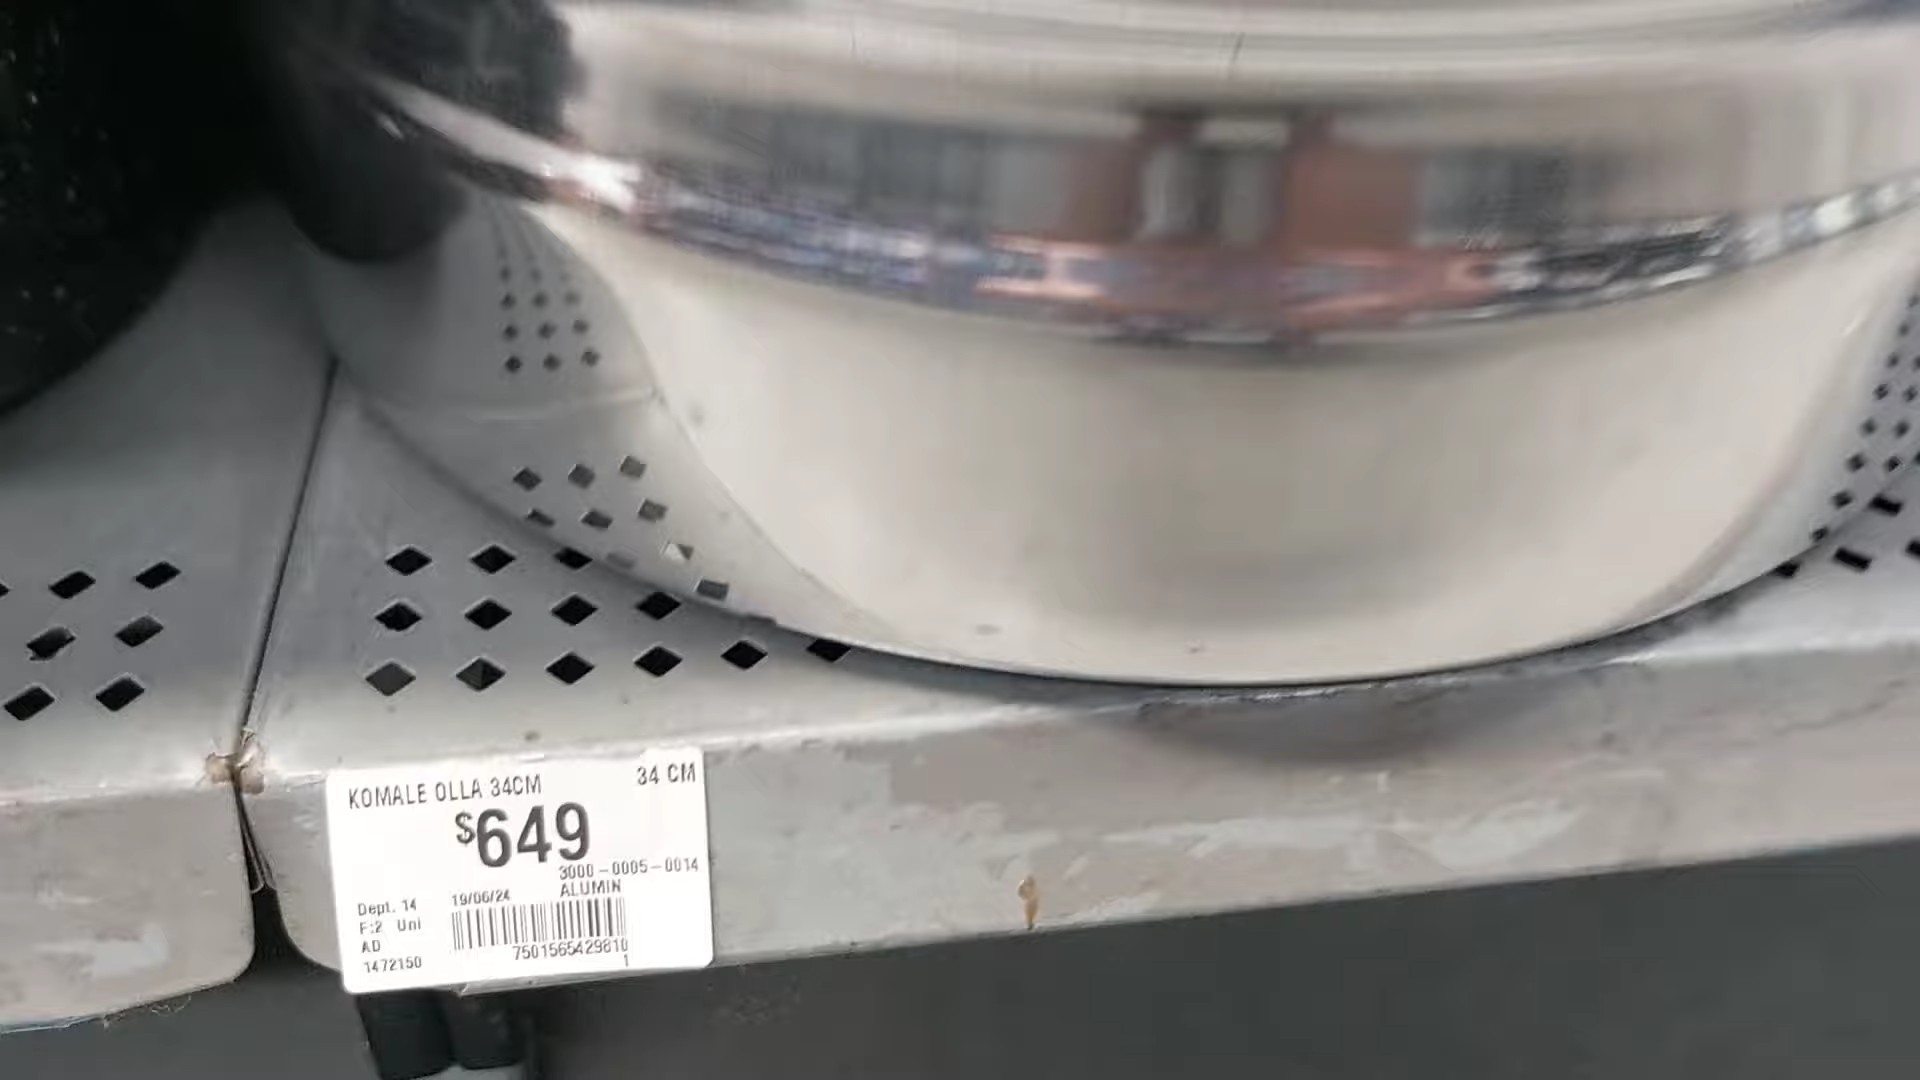 KOMALE OLLA 34CM 34 CM
$649
3000-0005-0014
Dept. 14 19/06/24 ALUMIN
F:2 Uni
AD
7501565429810
1472150 1